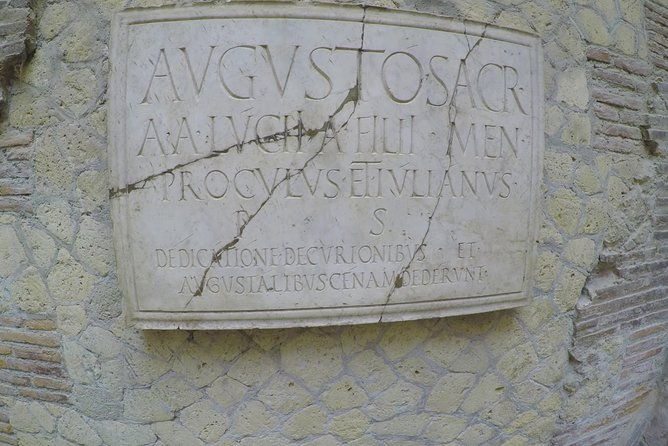 AVGVSTO SACR·
A·A·LVCII·A·FILII·MEN
PROCVLVS ET IVLIANVS·
P· S·
DEDICATIONE·DECVRIONIBVS· ET·
AVGVSTALIBVS CENAM DEDERVNT·